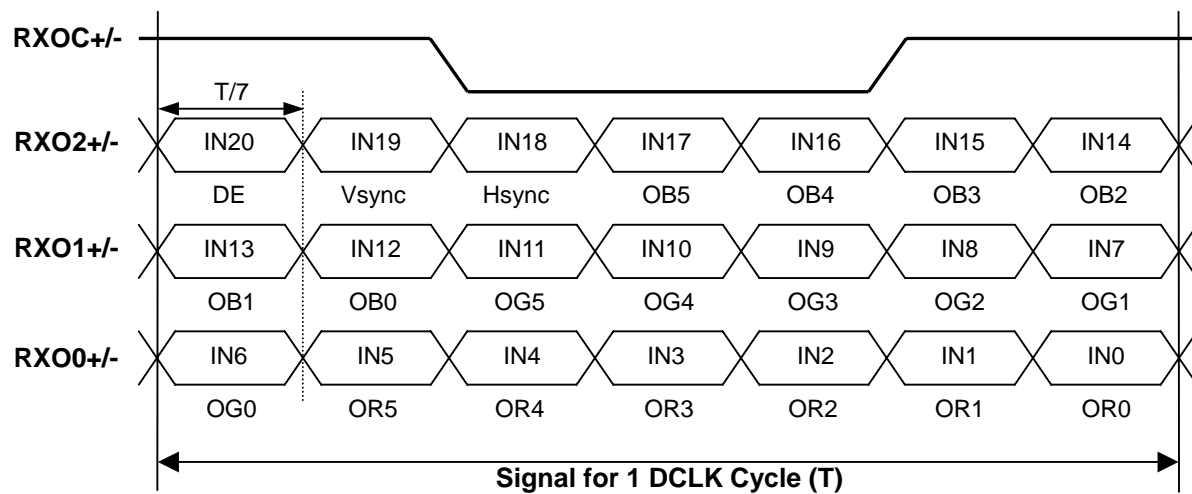 RXOC+/-
T/7
RXO2+/- IN20 IN19 IN18 IN17 IN16 IN15 IN14
DE Vsync Hsync OB5 OB4 OB3 OB2
RXO1+/- IN13 IN12 IN11 IN10 IN9 IN8 IN7
OB1 OB0 OG5 OG4 OG3 OG2 OG1
RXO0+/- IN6 IN5 IN4 IN3 IN2 IN1 IN0
OG0 OR5 OR4 OR3 OR2 OR1 OR0
Signal for 1 DCLK Cycle (T)